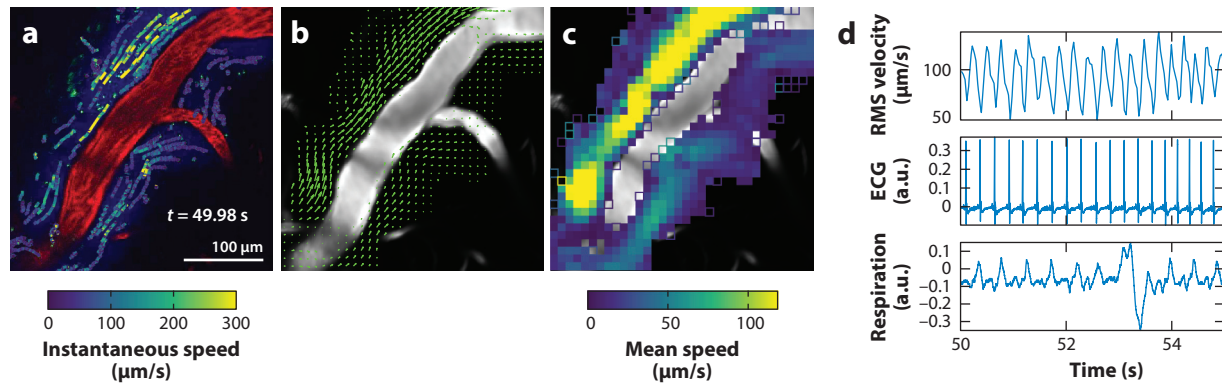 a
t = 49.98 s
100 µm
0 100 200 300
Instantaneous speed
(µm/s)
b
c
0 50 100
Mean speed
(µm/s)
d
RMS velocity
(µm/s)
100
50
ECG
(a.u.)
0.3
0.2
0.1
0
Respiration
(a.u.)
0.1
0
−0.1
−0.2
−0.3
50 52 54
Time (s)